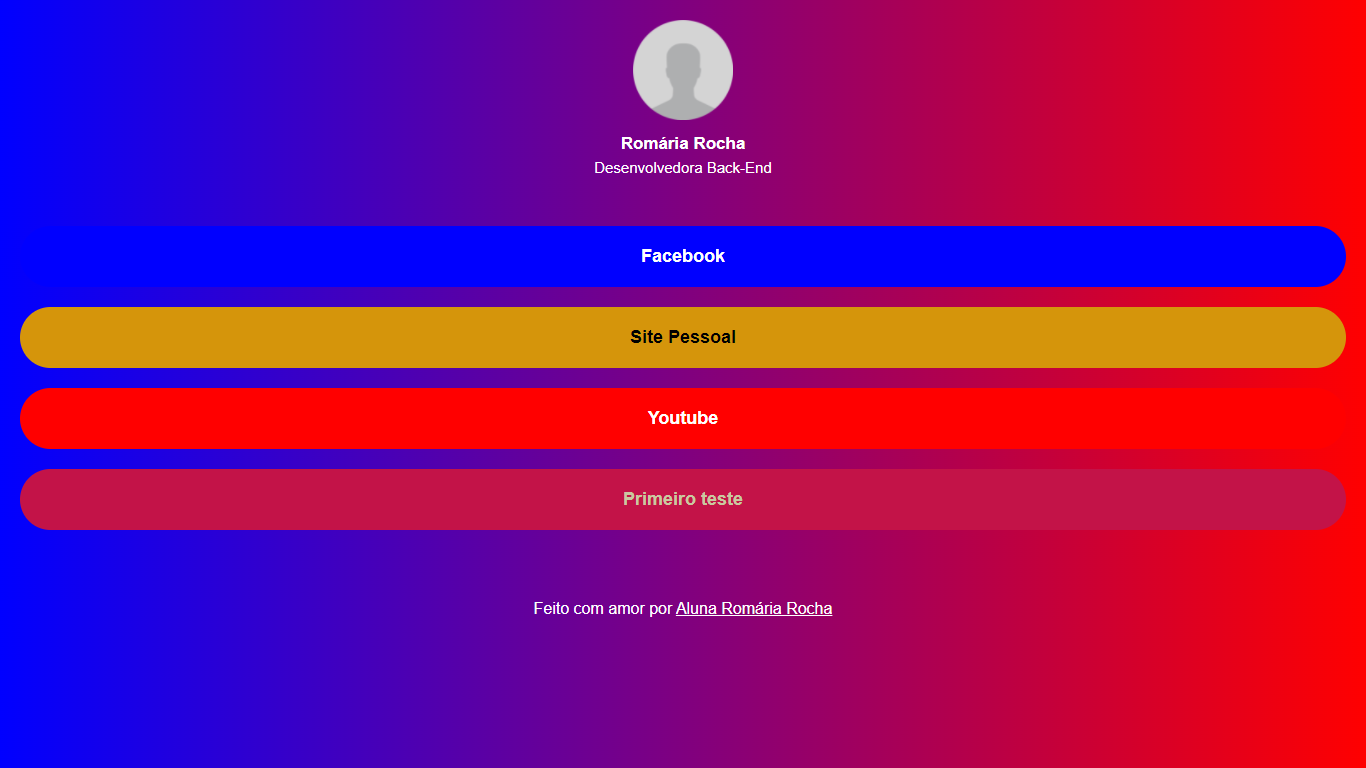 Romária Rocha
Desenvolvedora Back-End
Facebook
Site Pessoal
Youtube
Primeiro teste
Feito com amor por Aluna Romária Rocha